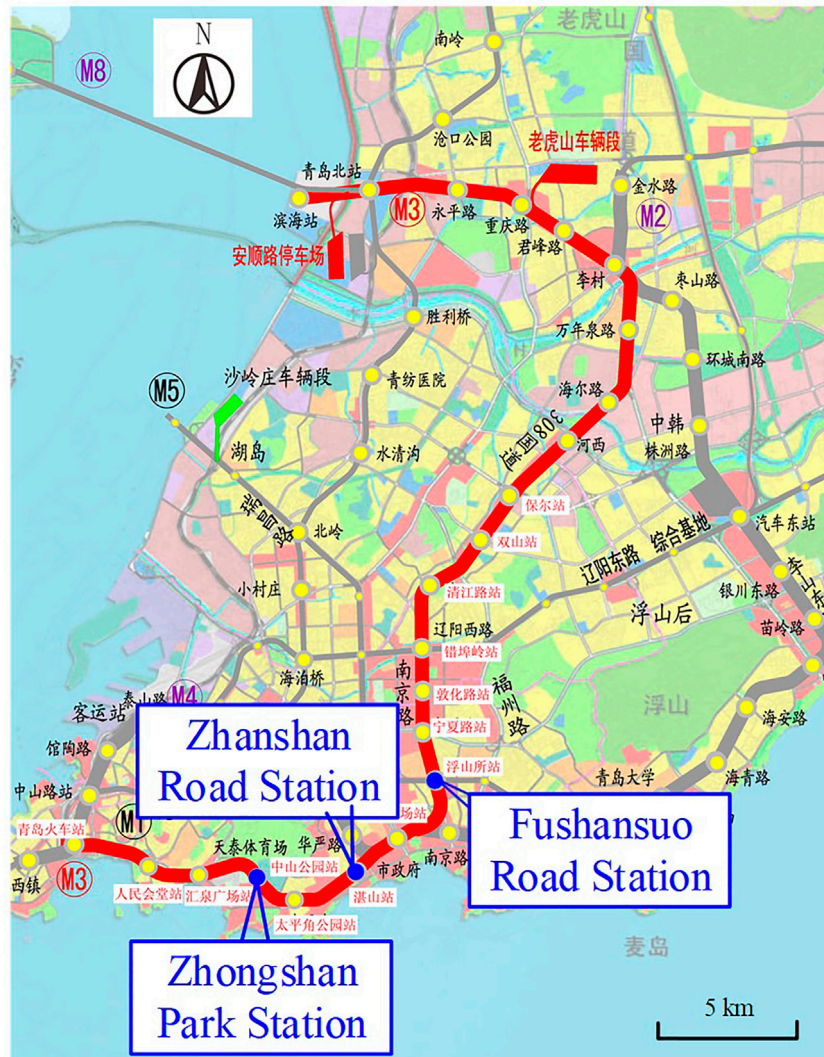 老虎山
国
道
N
M8
南岭
沧口公园
老虎山车辆段
青岛北站
滨海站
M3
永平路
重庆路
君峰路
金水路
M2
安顺路停车场
李村
枣山路
胜利桥
万年泉路
环城南路
青纺医院
沙岭庄车辆段
M5
海尔路
中韩
株洲路
308国道
河西
湖岛
水清沟
瑞昌路
保尔站
北岭
双山站
汽车东站
综合基地
辽阳东路
银川东路
小村庄
清江路站
浮山后
苗岭路
辽阳西路
错埠岭站
海泊桥
南京路
敦化路站
福州路
浮山
海安路
M4
客运站
宁夏路站
馆陶路
Zhanshan
Road Station
浮山所站
青岛大学
海青路
中山路站
Fushansuo
Road Station
青岛火车站
天泰体育场
华严路
场站
市政府
南京路
西镇
M3
中山公园站
人民会堂站
汇泉广场站
湛山站
太平角公园站
麦岛
Zhongshan
Park Station
5 km